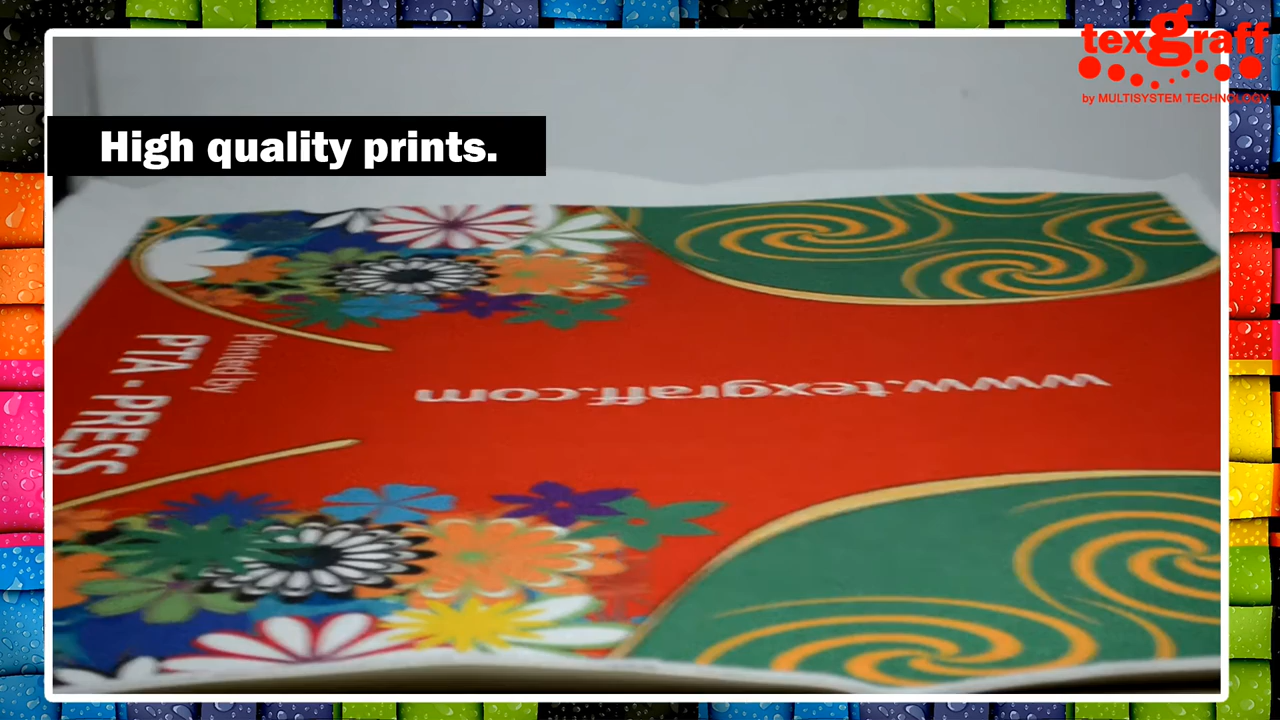 texgraff
by MULTISYSTEM TECHNOLOGY
High quality prints.
Printed by
PTA - PRESS
www.texgraff.com